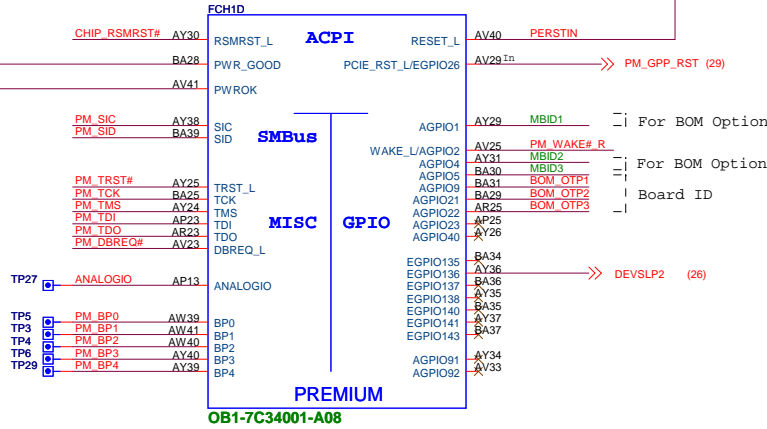 FCH1D
CHIP_RSMRST# AY30 RSMRST_L ACPI RESET_L AV40 PERSTIN
BA28 PWR_GOOD PCIE_RST_L/EGPIO26 AV29 In PM_GPP_RST (29)
AV41 PWROK
PM_SIC AY38 SIC AGPIO1 AY29 MBID1 For BOM Option
PM_SID BA39 SID SMBus
WAKE_L/AGPIO2 AV25 PM_WAKE#_R
AGPIO4 AY31 MBID2 For BOM Option
AGPIO5 BA30 MBID3
PM_TRST# AY25 TRST_L AGPIO9 BA31 BOM_OTP1
PM_TCK BA25 TCK AGPIO21 BA29 BOM_OTP2 Board ID
PM_TMS AY24 TMS AGPIO22 AR25 BOM_OTP3
PM_TDI AP23 TDI MISC GPIO AGPIO23 AP25
PM_TDO AR23 TDO AGPIO40 AY26
PM_DBREQ# AV23 DBREQ_L
EGPIO135 BA34
EGPIO136 AY36 DEVSLP2 (26)
TP27 ANALOGIO AP13 ANALOGIO EGPIO137 BA36
EGPIO138 AY35
EGPIO140 BA35
TP5 PM_BP0 AW39 BP0 EGPIO141 AY37
TP3 PM_BP1 AW41 BP1 EGPIO143 BA37
TP4 PM_BP2 AW40 BP2
TP6 PM_BP3 AY40 BP3 AGPIO91 AY34
TP29 PM_BP4 AY39 BP4 AGPIO92 AV33
PREMIUM
OB1-7C34001-A08